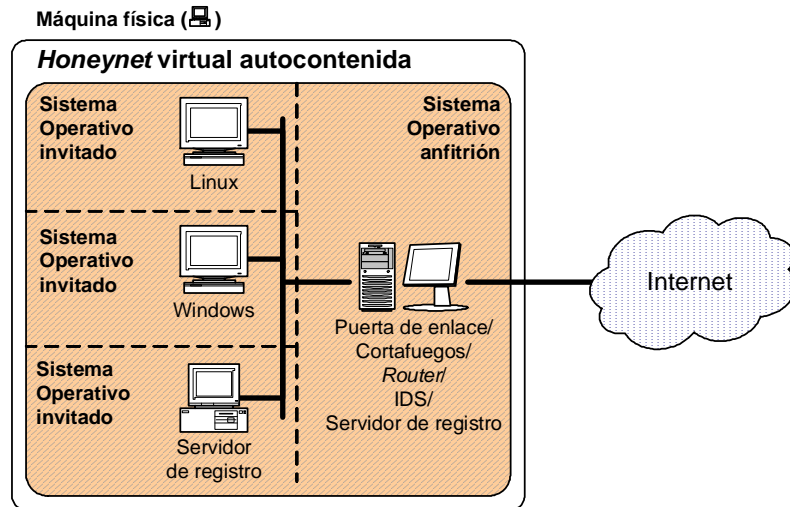 Máquina física ( )
Honeynet virtual autocontenida
Sistema
Operativo
invitado
Linux
Sistema
Operativo
anfitrión
Sistema
Operativo
invitado
Windows
Puerta de enlace/
Cortafuegos/
Router/
IDS/
Servidor de registro
Internet
Sistema
Operativo
invitado
Servidor
de registro